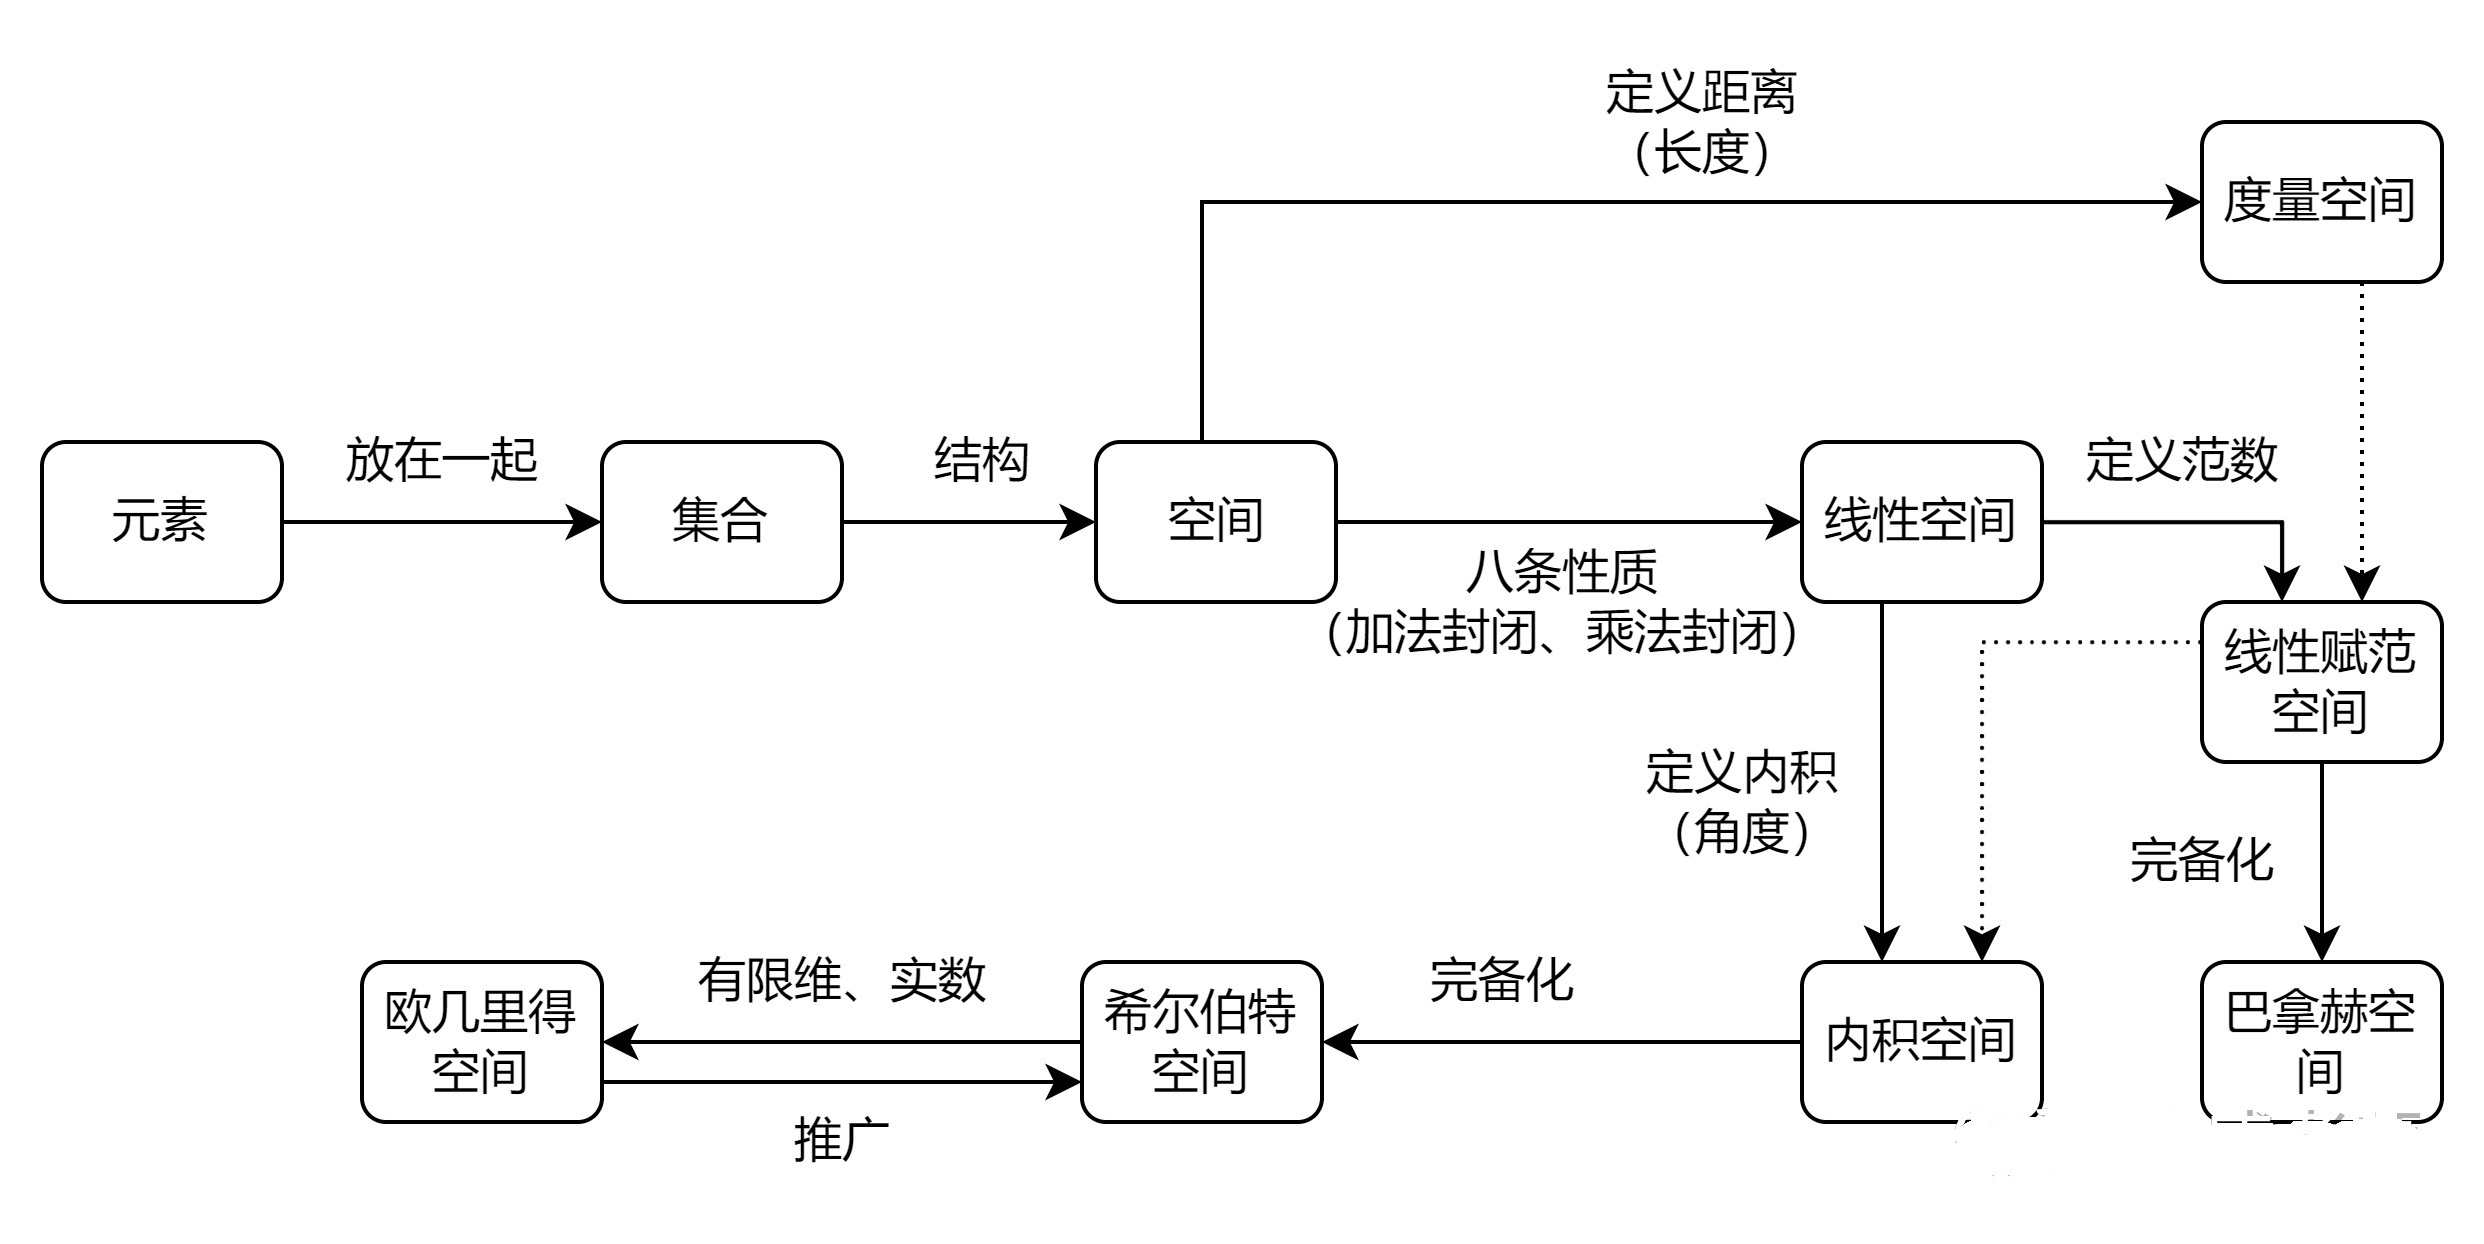 定义距离
（长度）
度量空间
元素
放在一起
集合
结构
空间
八条性质
（加法封闭、乘法封闭）
线性空间
定义范数
线性赋范
空间
定义内积
（角度）
完备化
欧几里得
空间
有限维、实数
推广
希尔伯特
空间
完备化
内积空间
巴拿赫空
间